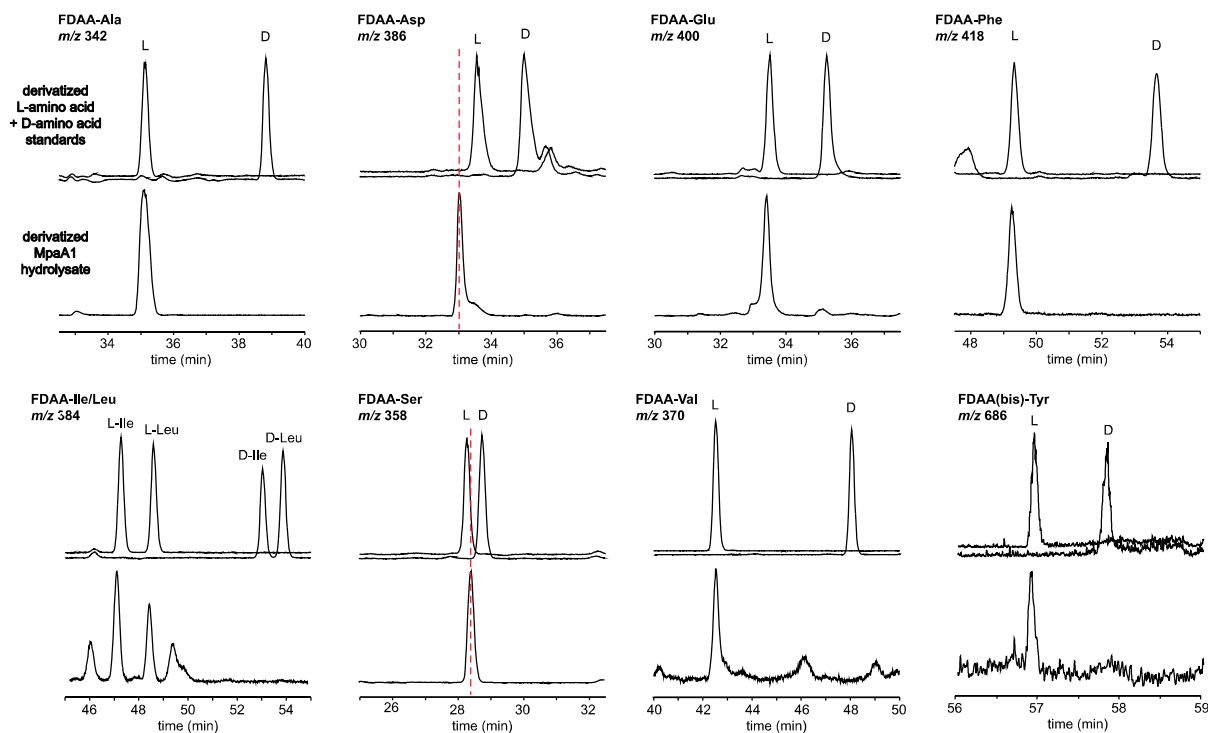 FDAA-Ala
m/z 342
L
D
derivatized
L-amino acid
+ D-amino acid
standards
derivatized
MpaA1
hydrolysate
34 36 38 40
time (min)
FDAA-Asp
m/z 386
L
D
30 32 34 36
time (min)
FDAA-Glu
m/z 400
L
D
30 32 34 36
time (min)
FDAA-Phe
m/z 418
L
D
48 50 52 54
time (min)
FDAA-Ile/Leu
m/z 384
L-Ile
L-Leu
D-Ile
D-Leu
46 48 50 52 54
time (min)
FDAA-Ser
m/z 358
L D
26 28 30 32
time (min)
FDAA-Val
m/z 370
L
D
40 42 44 46 48 50
time (min)
FDAA(bis)-Tyr
m/z 686
L
D
56 57 58 59
time (min)